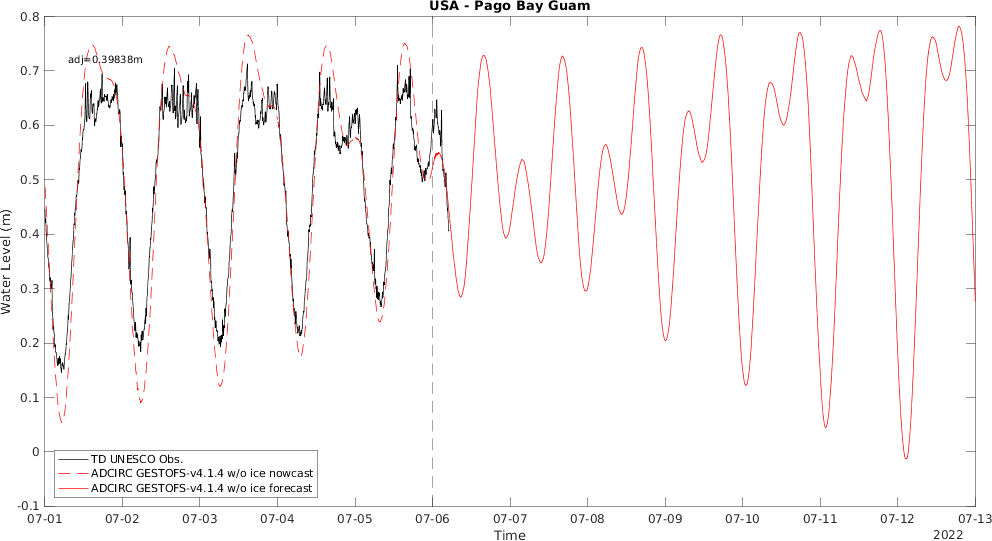 USA - Pago Bay Guam
adj=0.39838m
Water Level (m)
0.8
0.7
0.6
0.5
0.4
0.3
0.2
0.1
0
-0.1
TD UNESCO Obs.
ADCIRC GESTOFS-v4.1.4 w/o ice nowcast
ADCIRC GESTOFS-v4.1.4 w/o ice forecast
07-01 07-02 07-03 07-04 07-05 07-06 07-07 07-08 07-09 07-10 07-11 07-12 07-13
Time
2022